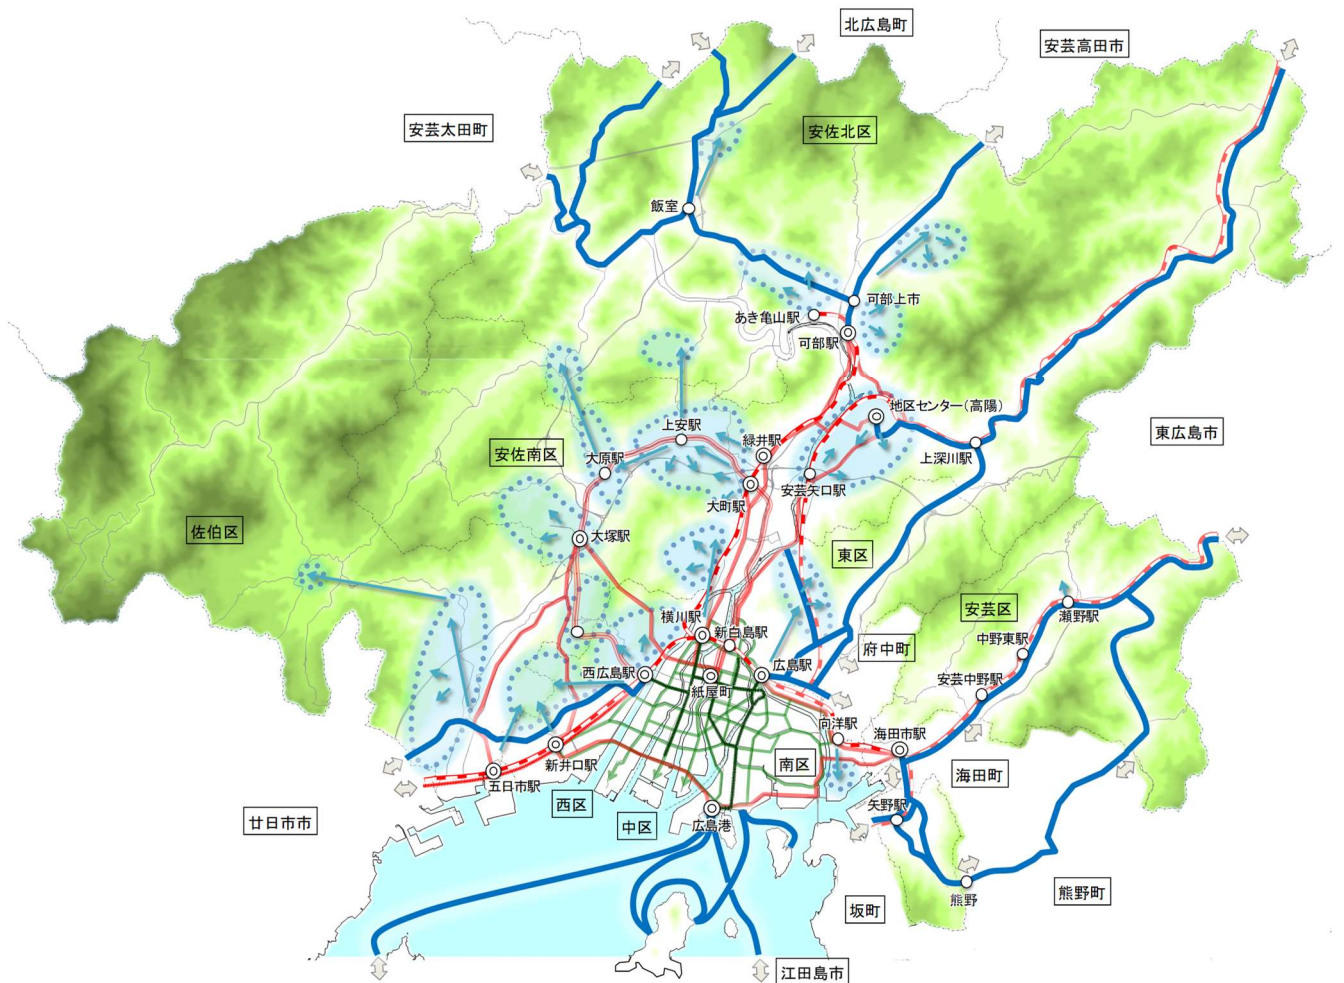 北広島町
安芸高田市
安芸太田町
安佐北区
飯室
可部上市
あき亀山駅
可部駅
地区センター(高陽)
上安駅
緑井駅
東広島市
安佐南区
大原駅
上深川駅
安芸矢口駅
大町駅
佐伯区
大塚駅
東区
安芸区
瀬野駅
横川駅
新白島駅
中野東駅
府中町
西広島駅
広島駅
安芸中野駅
紙屋町
向洋駅
海田市駅
南区
海田町
新井口駅
五日市駅
西区
矢野駅
廿日市市
中区
広島港
熊野
熊野町
坂町
江田島市